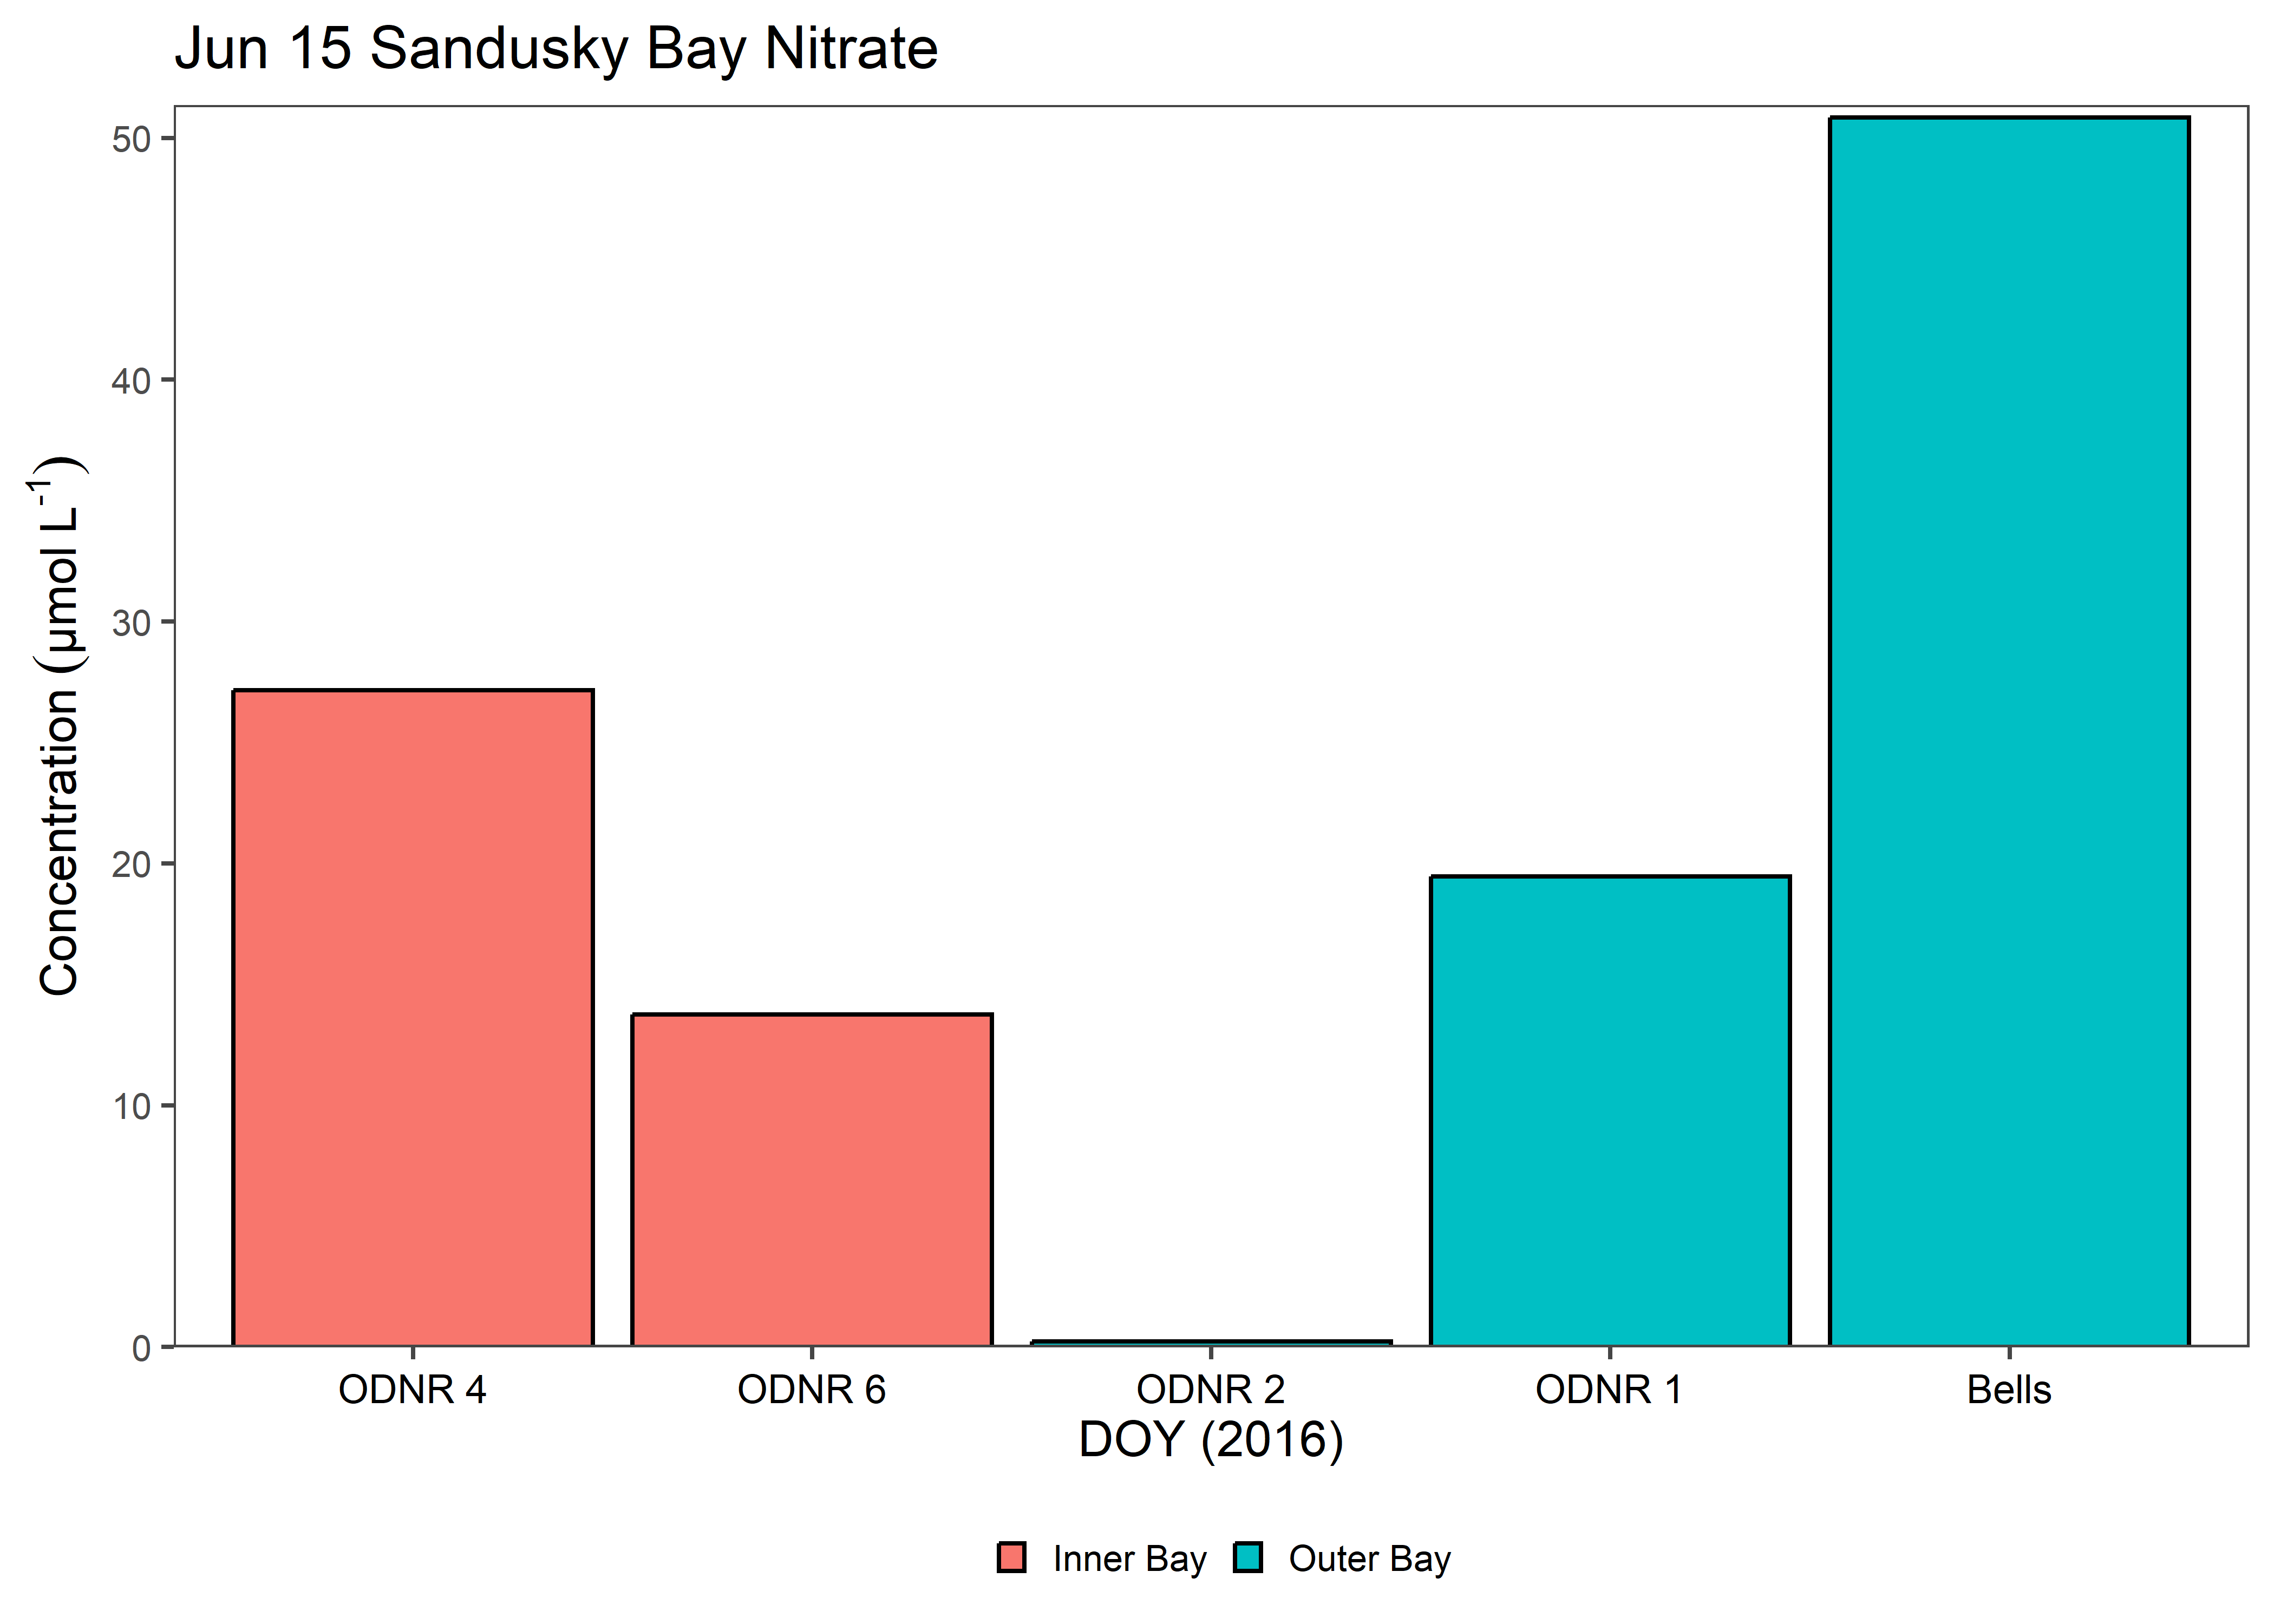 Jun 15 Sandusky Bay Nitrate
Concentration (µmol L⁻¹)
50
40
30
20
10
0
ODNR 4 ODNR 6 ODNR 2 ODNR 1 Bells
DOY (2016)
Inner Bay Outer Bay